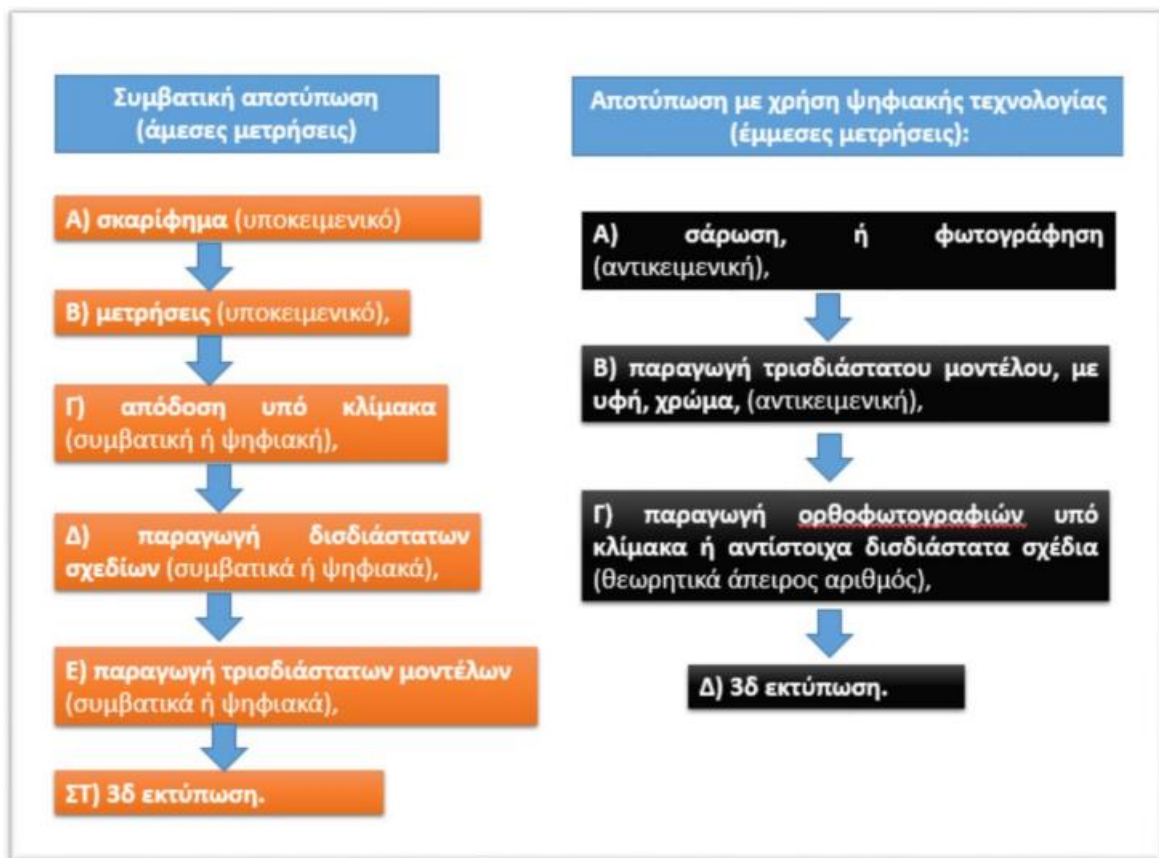 Συμβατική αποτύπωση
(άμεσες μετρήσεις)
Α) σκαρίφημα (υποκειμενικό)
Β) μετρήσεις (υποκειμενικό),
Γ) απόδοση υπό κλίμακα
(συμβατική ή ψηφιακή),
Δ) παραγωγή δισδιάστατων
σχεδίων (συμβατικά ή ψηφιακά),
Ε) παραγωγή τρισδιάστατων μοντέλων
(συμβατικά ή ψηφιακά),
ΣΤ) 3δ εκτύπωση.
Αποτύπωση με χρήση ψηφιακής τεχνολογίας
(έμμεσες μετρήσεις):
Α) σάρωση, ή φωτογράφηση
(αντικειμενική),
Β) παραγωγή τρισδιάστατου μοντέλου, με
υφή, χρώμα, (αντικειμενική),
Γ) παραγωγή ορθοφωτογραφιών υπό
κλίμακα ή αντίστοιχα δισδιάστατα σχέδια
(θεωρητικά άπειρος αριθμός),
Δ) 3δ εκτύπωση.